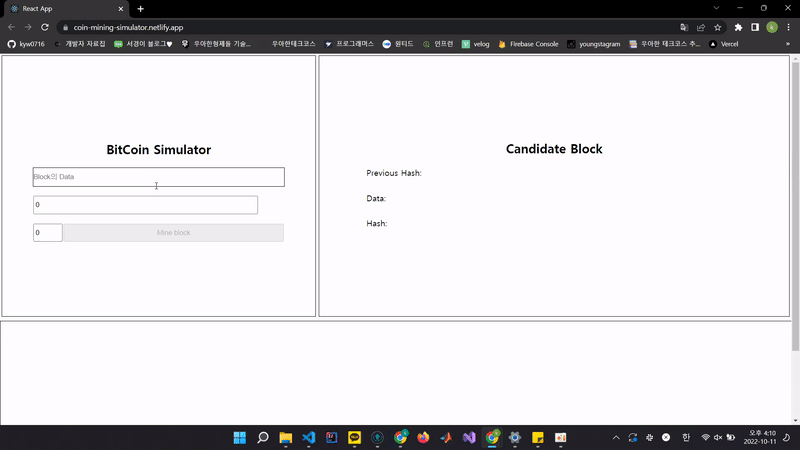 React App
coin-mining-simulator.netlify.app
kyw0716
개발자 자료집
서경이 블로그♥
우아한형제들 기술...
우아한테크코스
프로그래머스
원티드
인프런
velog
Firebase Console
youngstagram
우아한 테크코스 추...
Vercel
»
BitCoin Simulator
Block의 Data
0
0
Mine block
Candidate Block
Previous Hash:
Data:
Hash:
한
오후 4:10
2022-10-11